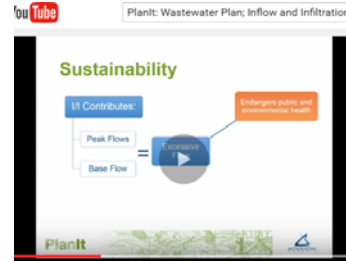 You Tube
PlanIt: Wastewater Plan; Inflow and Infiltration
Sustainability
I/I Contributes:
Endangers public and
environmental health
Peak Flows
=
Excessive
Base Flow
PlanIt